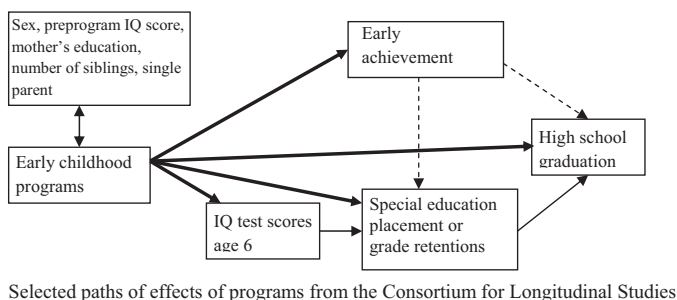 Sex, preprogram IQ score,
mother's education,
number of siblings, single
parent
Early childhood
programs
Early
achievement
IQ test scores
age 6
Special education
placement or
grade retentions
High school
graduation
Selected paths of effects of programs from the Consortium for Longitudinal Studies